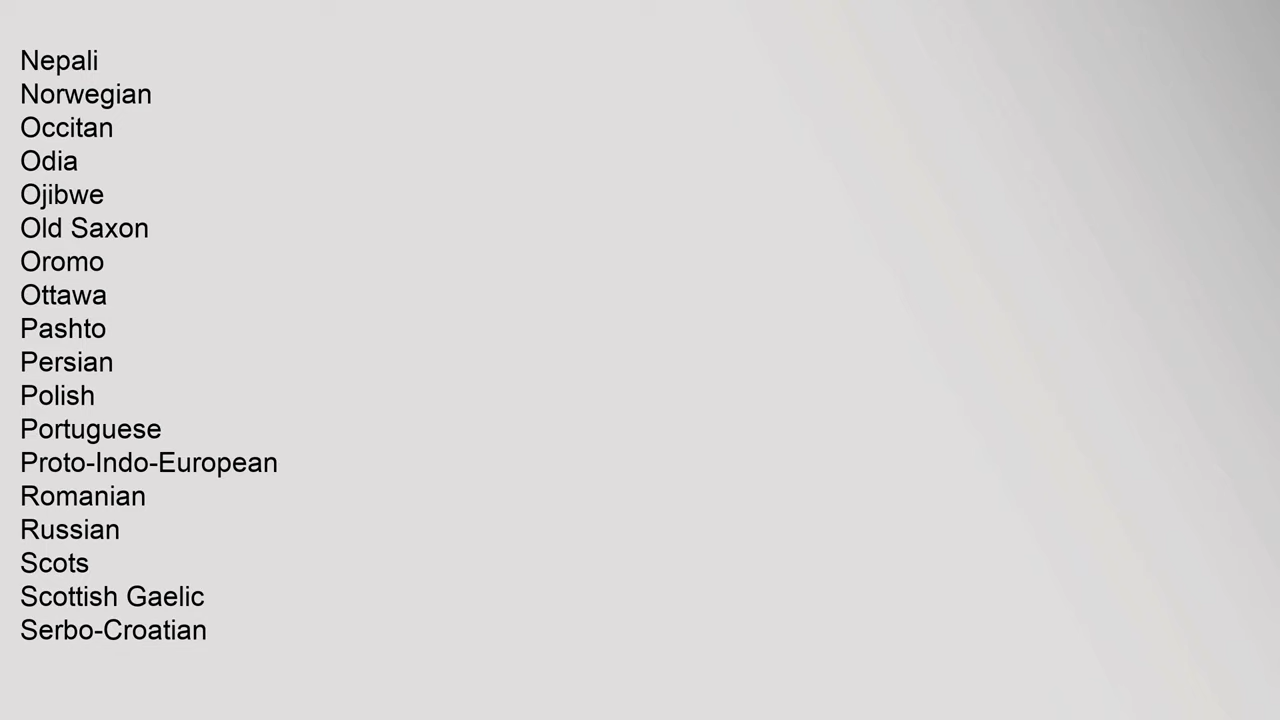 Nepali
Norwegian
Occitan
Odia
Ojibwe
Old Saxon
Oromo
Ottawa
Pashto
Persian
Polish
Portuguese
Proto-Indo-European
Romanian
Russian
Scots
Scottish Gaelic
Serbo-Croatian